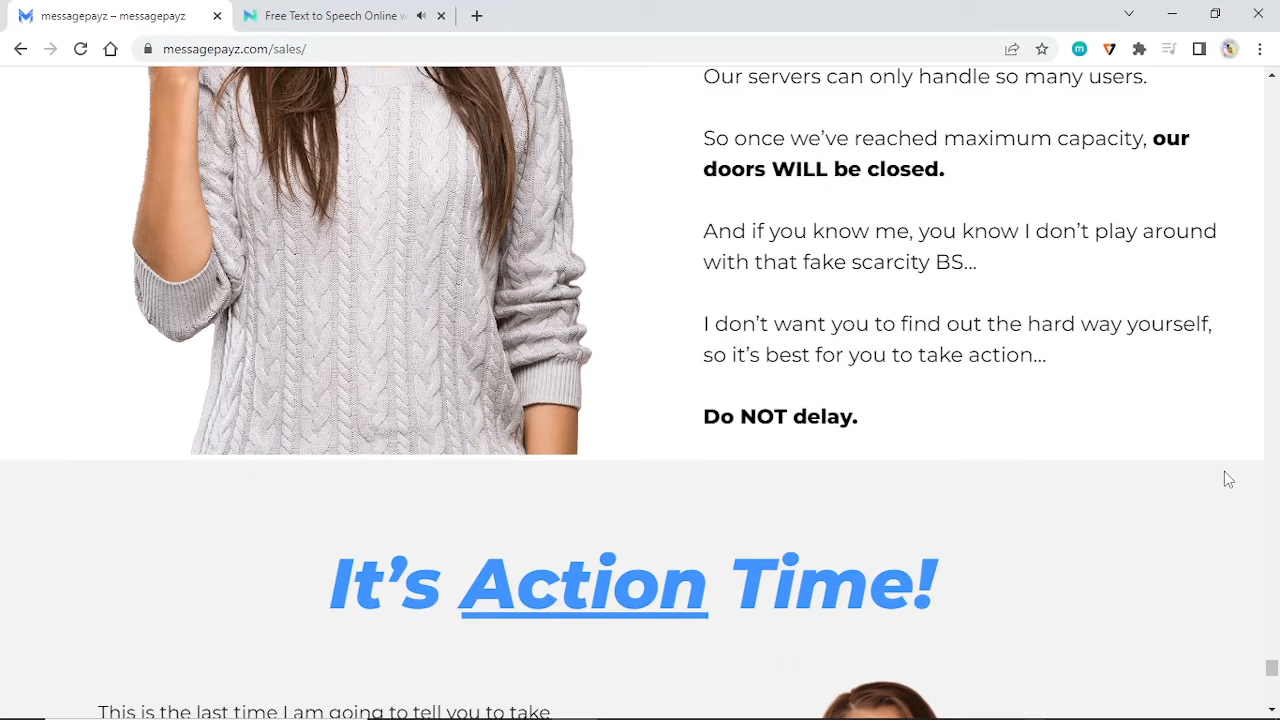 messagepayz – messagepayz
Free Text to Speech Online w
messagepayz.com/sales/
m
Our servers can only handle so many users.
So once we’ve reached maximum capacity, our
doors WILL be closed.
And if you know me, you know I don’t play around
with that fake scarcity BS...
I don’t want you to find out the hard way yourself,
so it’s best for you to take action...
Do NOT delay.
It’s Action Time!
This is the last time I am going to tell you to take